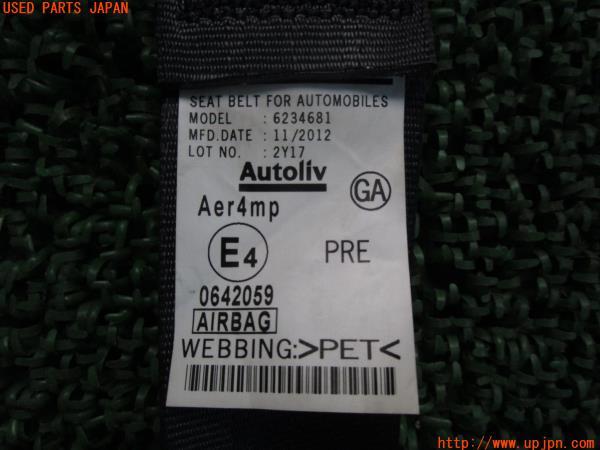 USED PARTS JAPAN
SEAT BELT FOR AUTOMOBILES
MODEL : 6234681
MFD.DATE : 11/2012
LOT NO. : 2Y17
Autoliv
GA
Aer4mp
E4
PRE
0642059
AIRBAG
WEBBING:>PET<
http://www.upjpn.com/